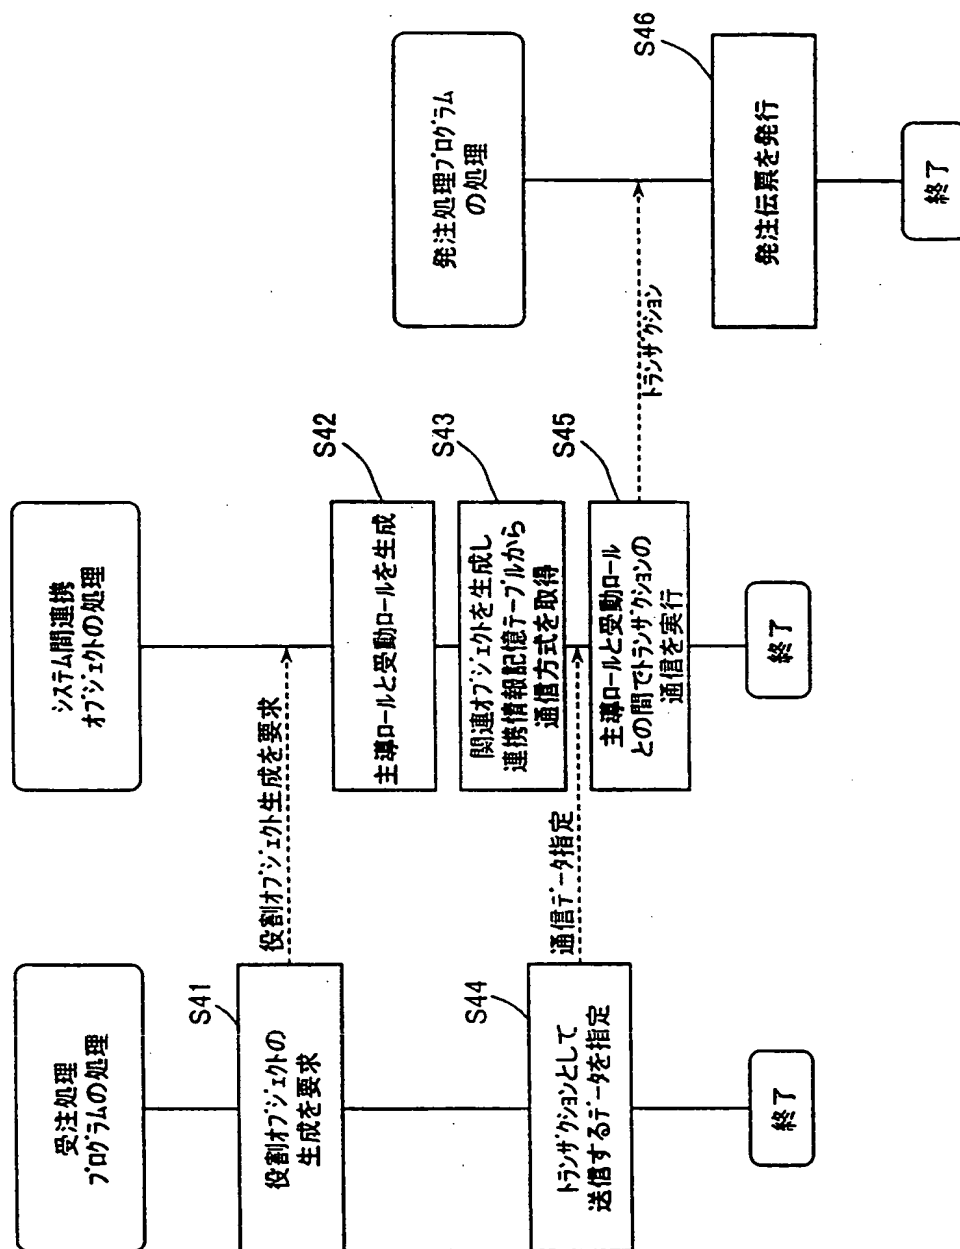 受注処理
プログラムの処理
S41
役割オブジェクトの
生成を要求
S44
トランザクションとして
送信するデータを指定
終了
役割オブジェクト生成を要求
通信データ指定
システム間連携
オブジェクトの処理
S42
主導ロールと受動ロールを生成
S43
関連オブジェクトを生成し
連携情報記憶テーブルから
通信方式を取得
S45
主導ロールと受動ロール
との間でトランザクションの
通信を実行
終了
トランザクション
発注処理プログラム
の処理
S46
発注伝票を発行
終了